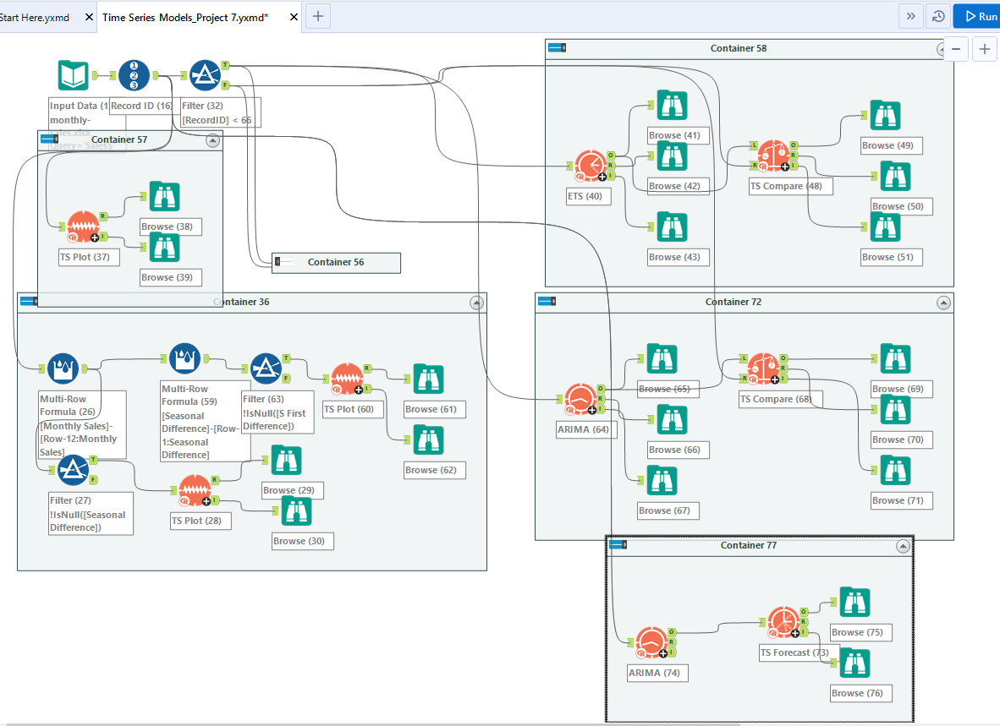 Start Here.yxmd
Time Series Models_Project 7.yxmd*
Run
Container 58
1
2
3
T
F
Input Data (1
monthly-
sales.xlsx
Query=`Sales$
Record ID (16)
Filter (32)
[RecordID] < 66
Container 57
TS Plot (37)
R
I
Browse (38)
Browse (39)
Container 56
ETS (40)
O
R
I
Browse (41)
Browse (42)
Browse (43)
L
R
O
R
I
TS Compare (48)
Browse (49)
Browse (50)
Browse (51)
Container 36
Multi-Row
Formula (26)
[Monthly Sales]-
[Row-12:Monthly
Sales]
Multi-Row
Formula (59)
[Seasonal
Difference]-[Row-
1:Seasonal
Difference]
T
F
Filter (63)
!IsNull([S First
Difference])
R
I
TS Plot (60)
Browse (61)
Browse (62)
T
F
Filter (27)
!IsNull([Seasonal
Difference])
R
I
TS Plot (28)
Browse (29)
Browse (30)
Container 72
O
R
I
ARIMA (64)
Browse (65)
Browse (66)
Browse (67)
L
R
O
R
I
TS Compare (68)
Browse (69)
Browse (70)
Browse (71)
Container 77
O
R
I
ARIMA (74)
O
R
I
TS Forecast (73)
Browse (75)
Browse (76)